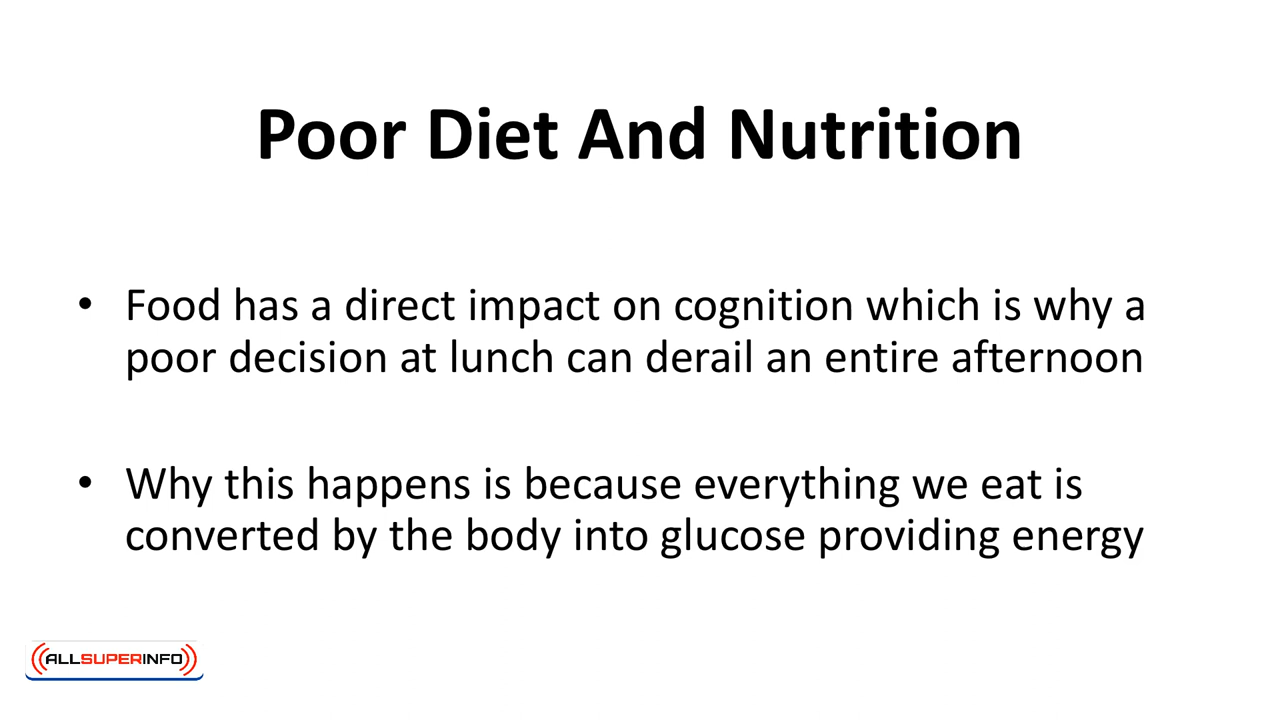 Poor Diet And Nutrition
• Food has a direct impact on cognition which is why a
poor decision at lunch can derail an entire afternoon
• Why this happens is because everything we eat is
converted by the body into glucose providing energy
ALLSUPERINFO